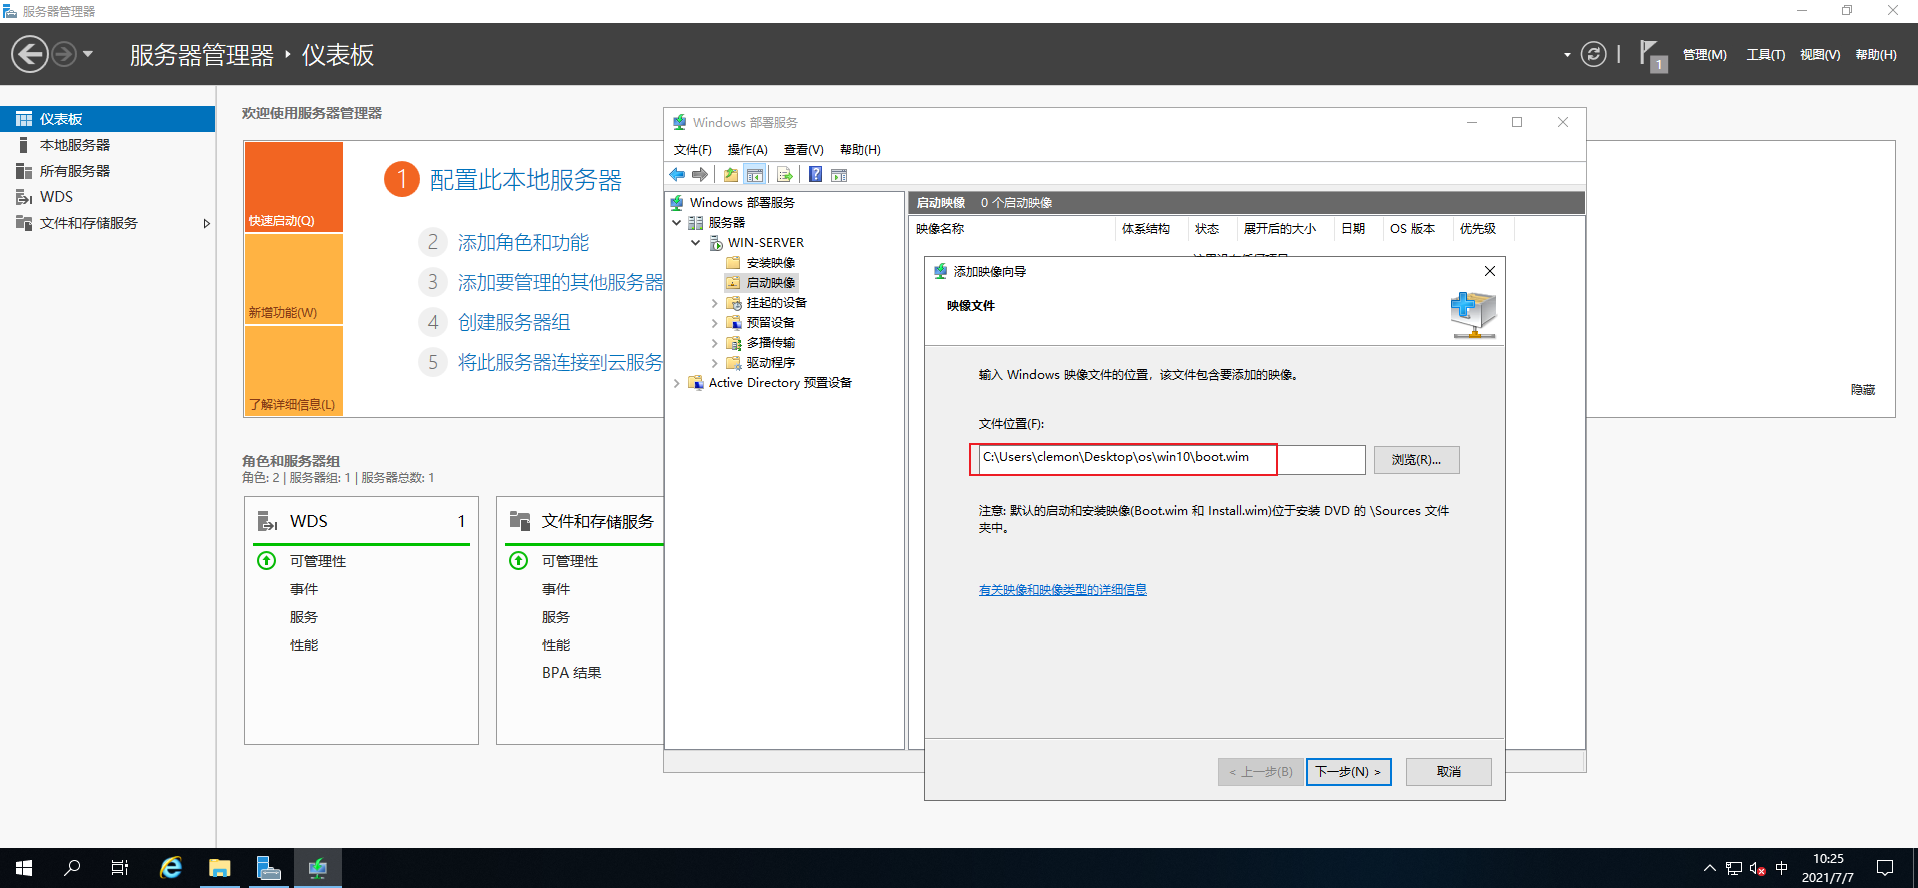 服务器管理器
服务器管理器 · 仪表板
1
管理(M) 工具(T) 视图(V) 帮助(H)
仪表板
本地服务器
所有服务器
WDS
文件和存储服务
欢迎使用服务器管理器
快速启动(Q)
新增功能(W)
了解详细信息(L)
1 配置此本地服务器
2 添加角色和功能
3 添加要管理的其他服务器
4 创建服务器组
5 将此服务器连接到云服务
隐藏
角色和服务器组
角色: 2 | 服务器组: 1 | 服务器总数: 1
WDS 1
可管理性
事件
服务
性能
文件和存储服务
可管理性
事件
服务
性能
BPA 结果
Windows 部署服务
文件(F) 操作(A) 查看(V) 帮助(H)
Windows 部署服务
服务器
WIN-SERVER
安装映像
启动映像
挂起的设备
预留设备
多播传输
驱动程序
Active Directory 预置设备
启动映像 0 个启动映像
映像名称 体系结构 状态 展开后的大小 日期 OS 版本 优先级
添加映像向导
映像文件
输入 Windows 映像文件的位置，该文件包含要添加的映像。
文件位置(F):
C:\Users\clemon\Desktop\os\win10\boot.wim
浏览(R)...
注意: 默认的启动和安装映像(Boot.wim 和 Install.wim)位于安装 DVD 的 \Sources 文件
夹中。
有关映像和映像类型的详细信息
< 上一步(B) 下一步(N) > 取消
中
10:25
2021/7/7